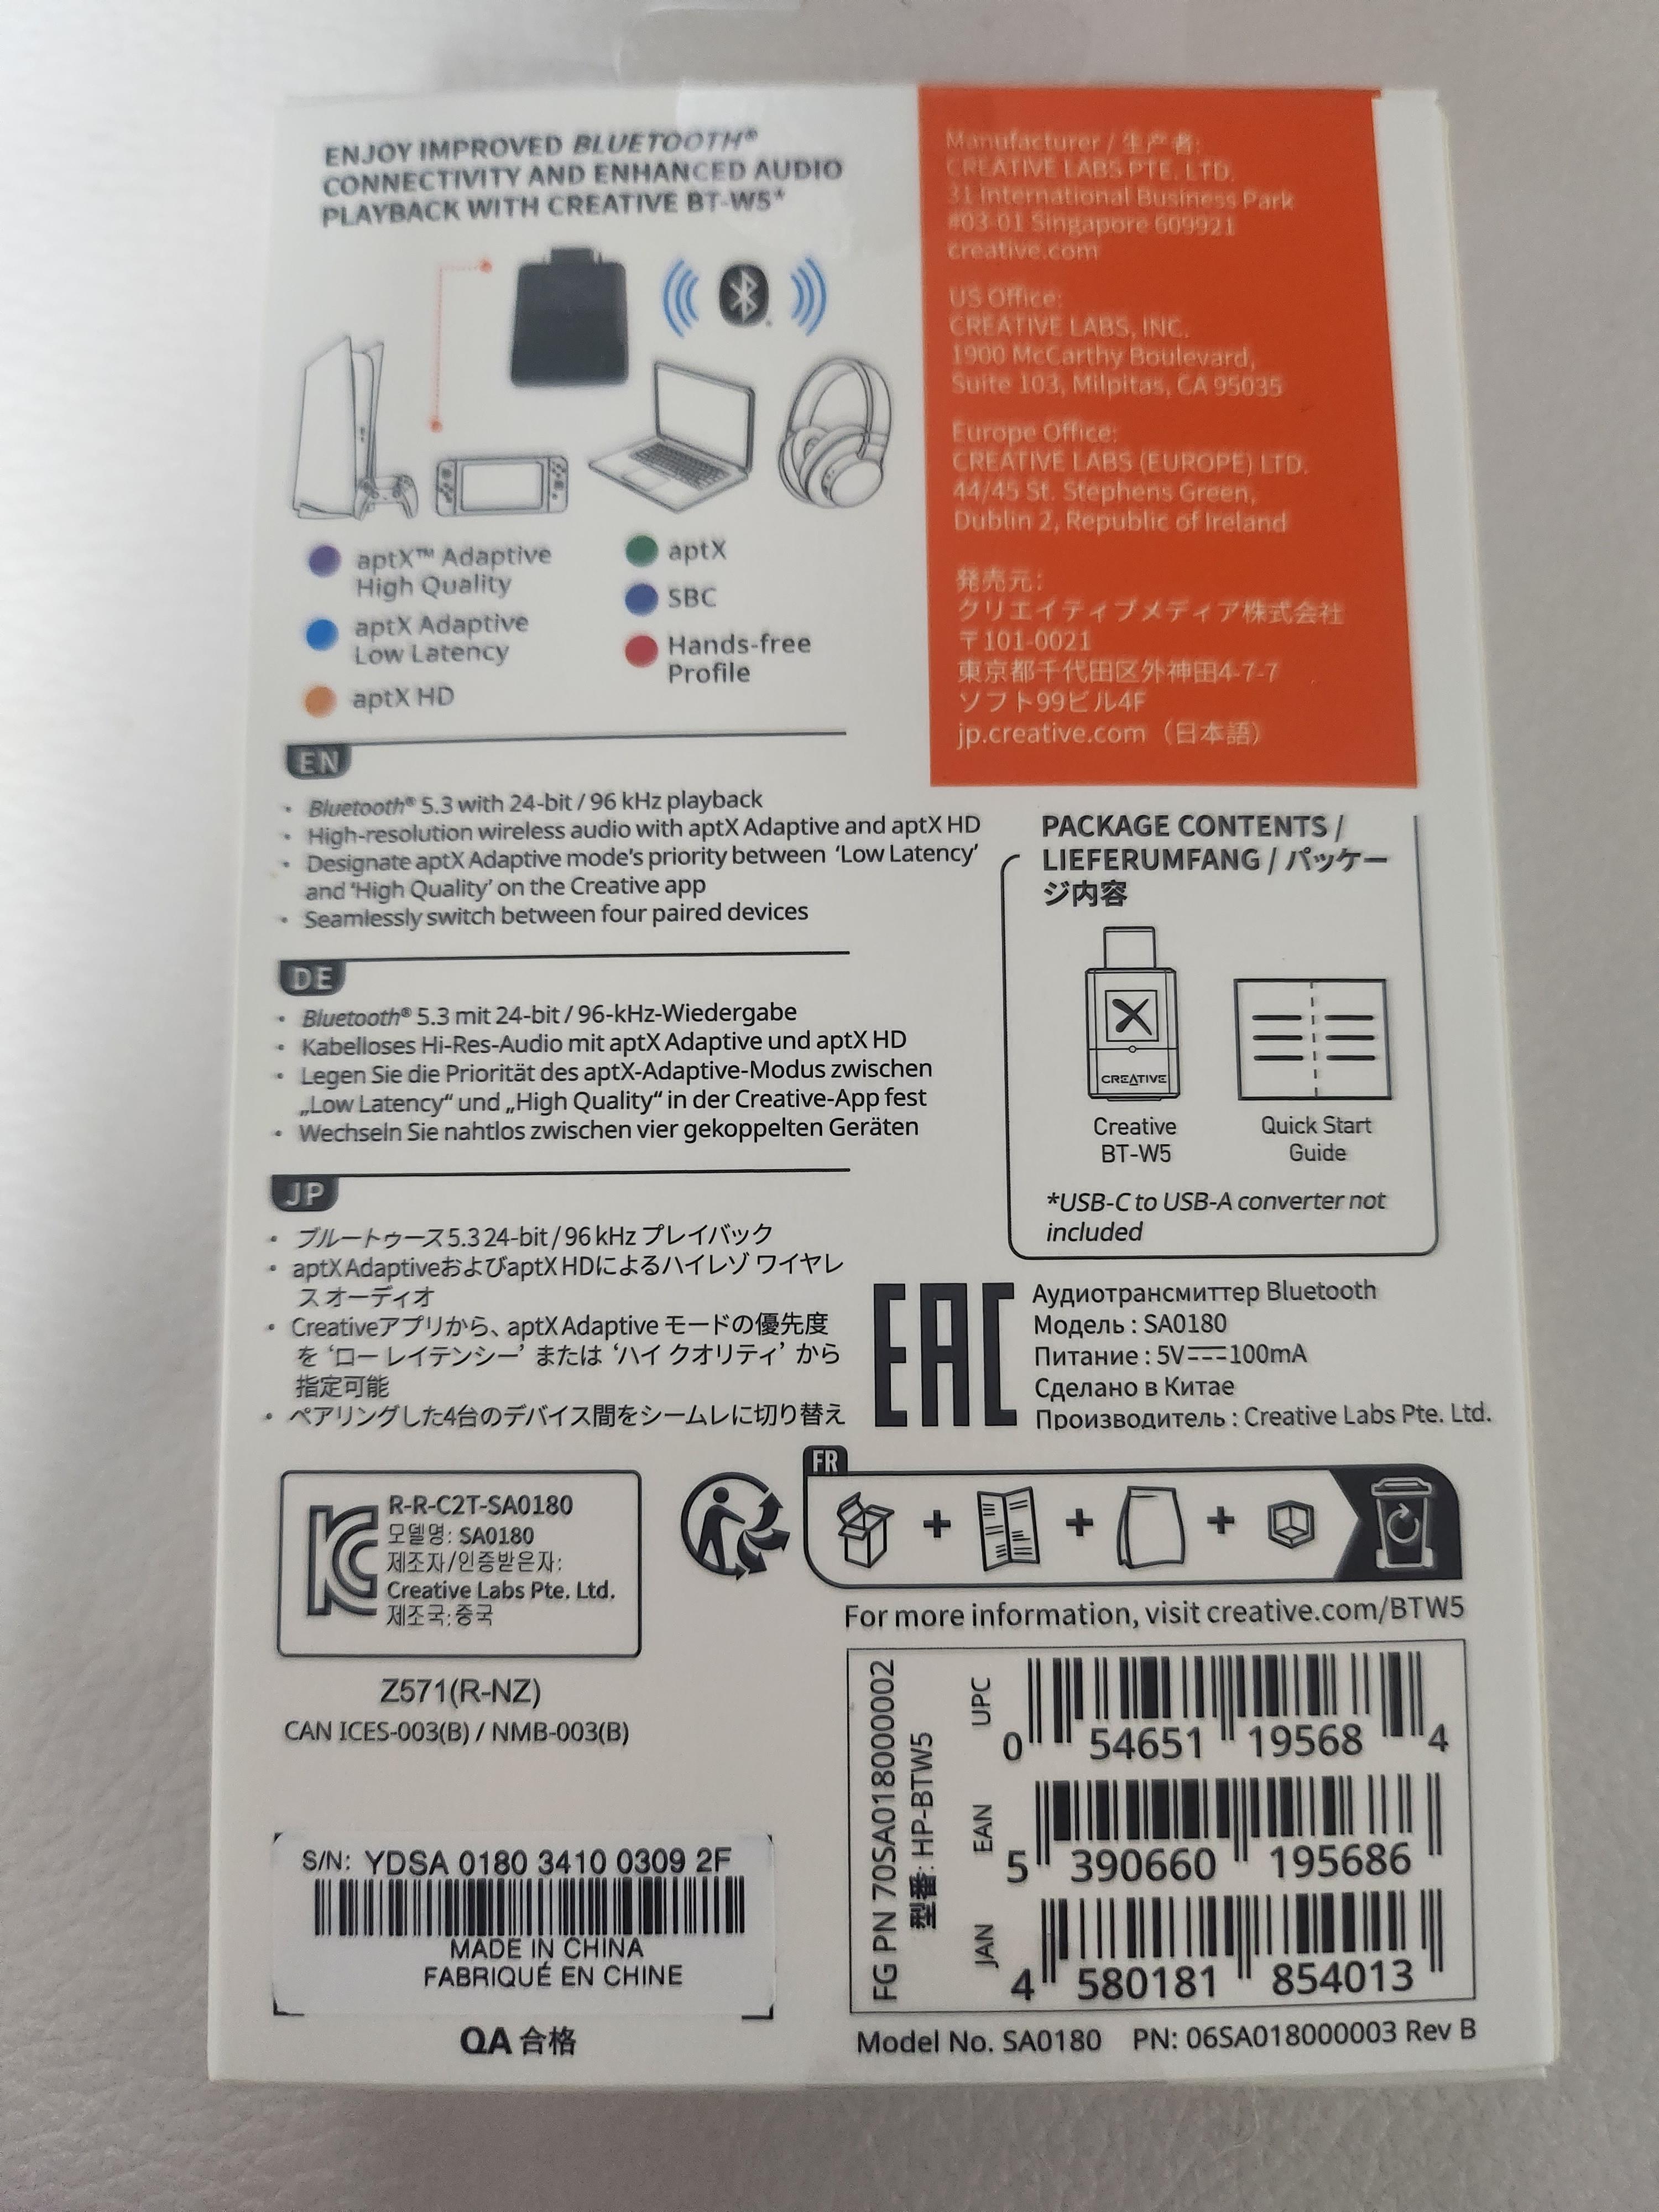 ENJOY IMPROVED BLUETOOTH®
CONNECTIVITY AND ENHANCED AUDIO
PLAYBACK WITH CREATIVE BT-W5*
aptX™ Adaptive
High Quality
aptX Adaptive
Low Latency
aptX HD
aptX
SBC
Hands-free
Profile
Manufacturer / 生产者:
CREATIVE LABS PTE. LTD.
31 International Business Park
#03-01 Singapore 609921
creative.com
US Office:
CREATIVE LABS, INC.
1900 McCarthy Boulevard,
Suite 103, Milpitas, CA 95035
Europe Office:
CREATIVE LABS (EUROPE) LTD.
44/45 St. Stephens Green,
Dublin 2, Republic of Ireland
発売元:
クリエイティブメディア株式会社
〒101-0021
東京都千代田区外神田4-7-7
ソフト99ビル4F
jp.creative.com（日本語）
EN
• Bluetooth® 5.3 with 24-bit / 96 kHz playback
• High-resolution wireless audio with aptX Adaptive and aptX HD
• Designate aptX Adaptive mode's priority between 'Low Latency'
and 'High Quality' on the Creative app
• Seamlessly switch between four paired devices
DE
• Bluetooth® 5.3 mit 24-bit / 96-kHz-Wiedergabe
• Kabelloses Hi-Res-Audio mit aptX Adaptive und aptX HD
• Legen Sie die Priorität des aptX-Adaptive-Modus zwischen
„Low Latency“ und „High Quality“ in der Creative-App fest
• Wechseln Sie nahtlos zwischen vier gekoppelten Geräten
JP
• ブルートゥース5.3 24-bit / 96 kHz プレイバック
• aptX AdaptiveおよびaptX HDによるハイレゾ ワイヤレ
ス オーディオ
• Creativeアプリから、aptX Adaptive モードの優先度
を ‘ロー レイテンシー’ または ‘ハイ クオリティ’ から
指定可能
• ペアリングした4台のデバイス間をシームレに切り替え
PACKAGE CONTENTS /
LIEFERUMFANG / パッケー
ジ内容
CREATIVE
Creative
BT-W5
Quick Start
Guide
*USB-C to USB-A converter not
included
EAC
Аудиотрансмиттер Bluetooth
Модель : SA0180
Питание : 5V⎓100mA
Сделано в Китае
Производитель : Creative Labs Pte. Ltd.
R-R-C2T-SA0180
모델명: SA0180
제조자/인증받은자:
Creative Labs Pte. Ltd.
제조국:중국
Z571(R-NZ)
CAN ICES-003(B) / NMB-003(B)
FR
+ + +
For more information, visit creative.com/BTW5
FG PN 70SA018000002
型番: HP-BTW5
UPC
0 54651 19568 4
EAN
5 390660 195686
JAN
4 580181 854013
S/N: YDSA 0180 3410 0309 2F
MADE IN CHINA
FABRIQUÉ EN CHINE
QA 合格
Model No. SA0180 PN: 06SA018000003 Rev B